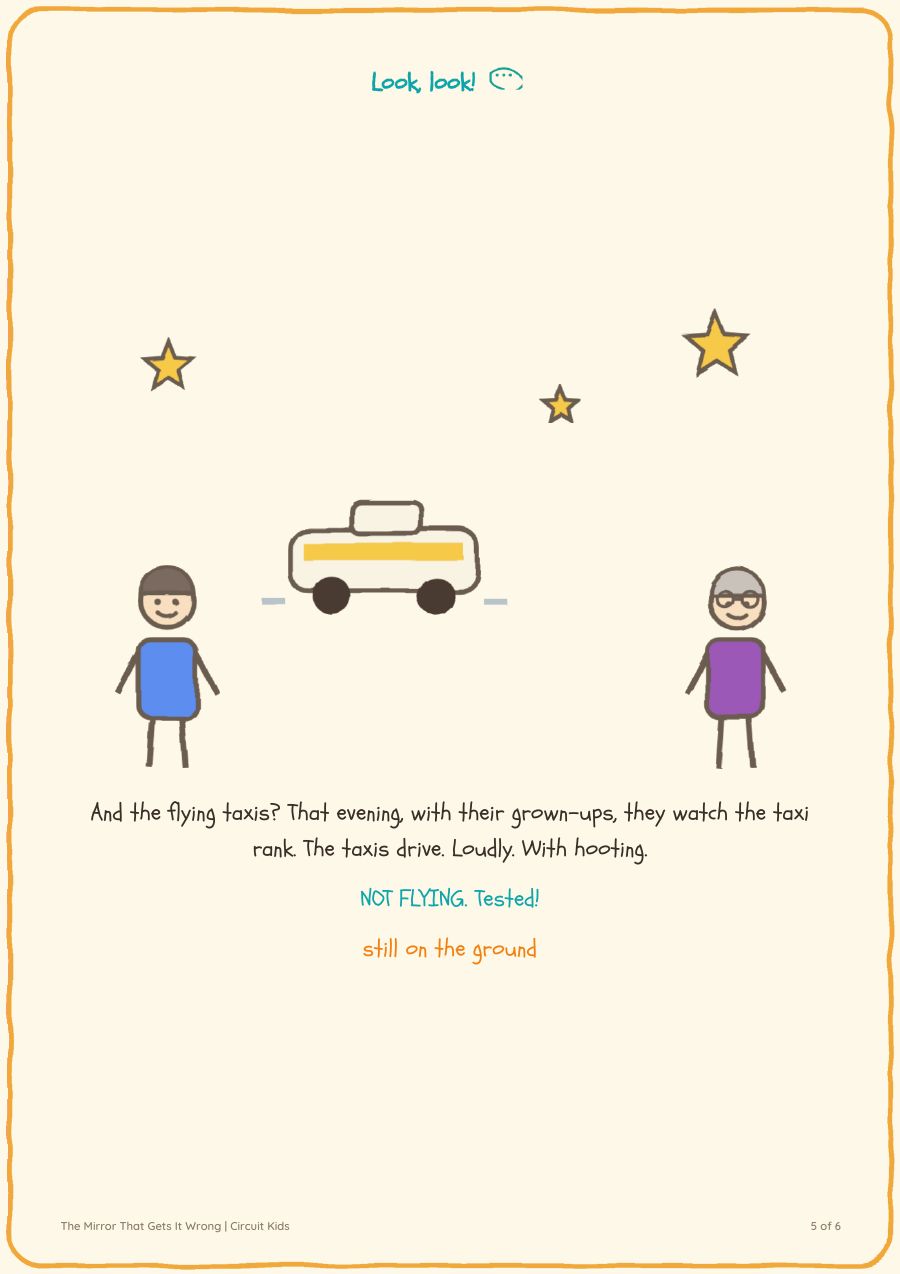 Look, look!
And the flying taxis? That evening, with their grown-ups, they watch the taxi
rank. The taxis drive. Loudly. With hooting.
NOT FLYING. Tested!
still on the ground
The Mirror That Gets It Wrong | Circuit Kids
5 of 6